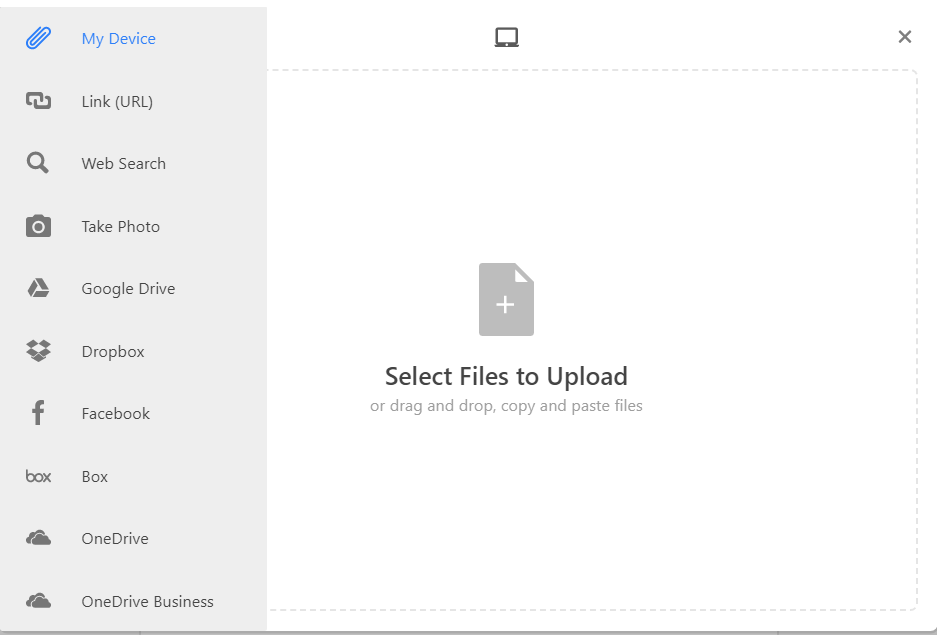 My Device
Link (URL)
Web Search
Take Photo
Google Drive
Dropbox
Facebook
box Box
OneDrive
OneDrive Business
Select Files to Upload
or drag and drop, copy and paste files